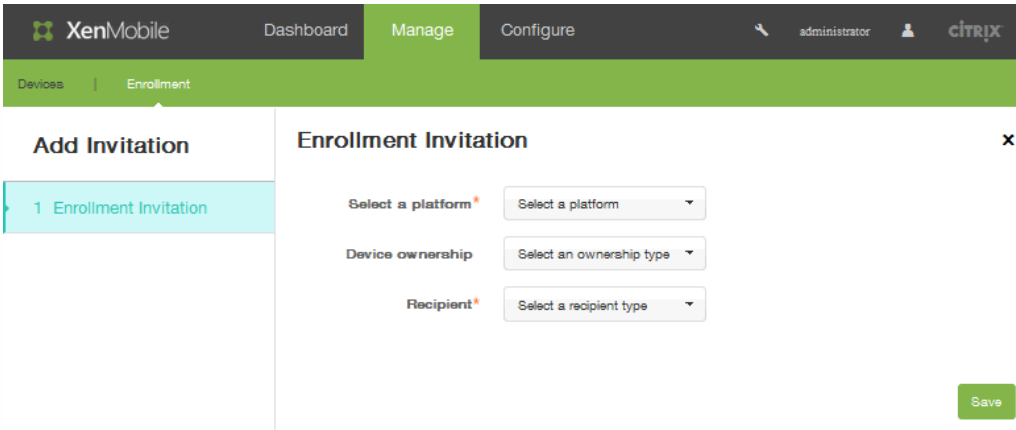 XenMobile Dashboard Manage Configure administrator CITRIX
Devices | Enrollment
Add Invitation
1 Enrollment Invitation
Enrollment Invitation x
Select a platform* Select a platform
Device ownership Select an ownership type
Recipient* Select a recipient type
Save